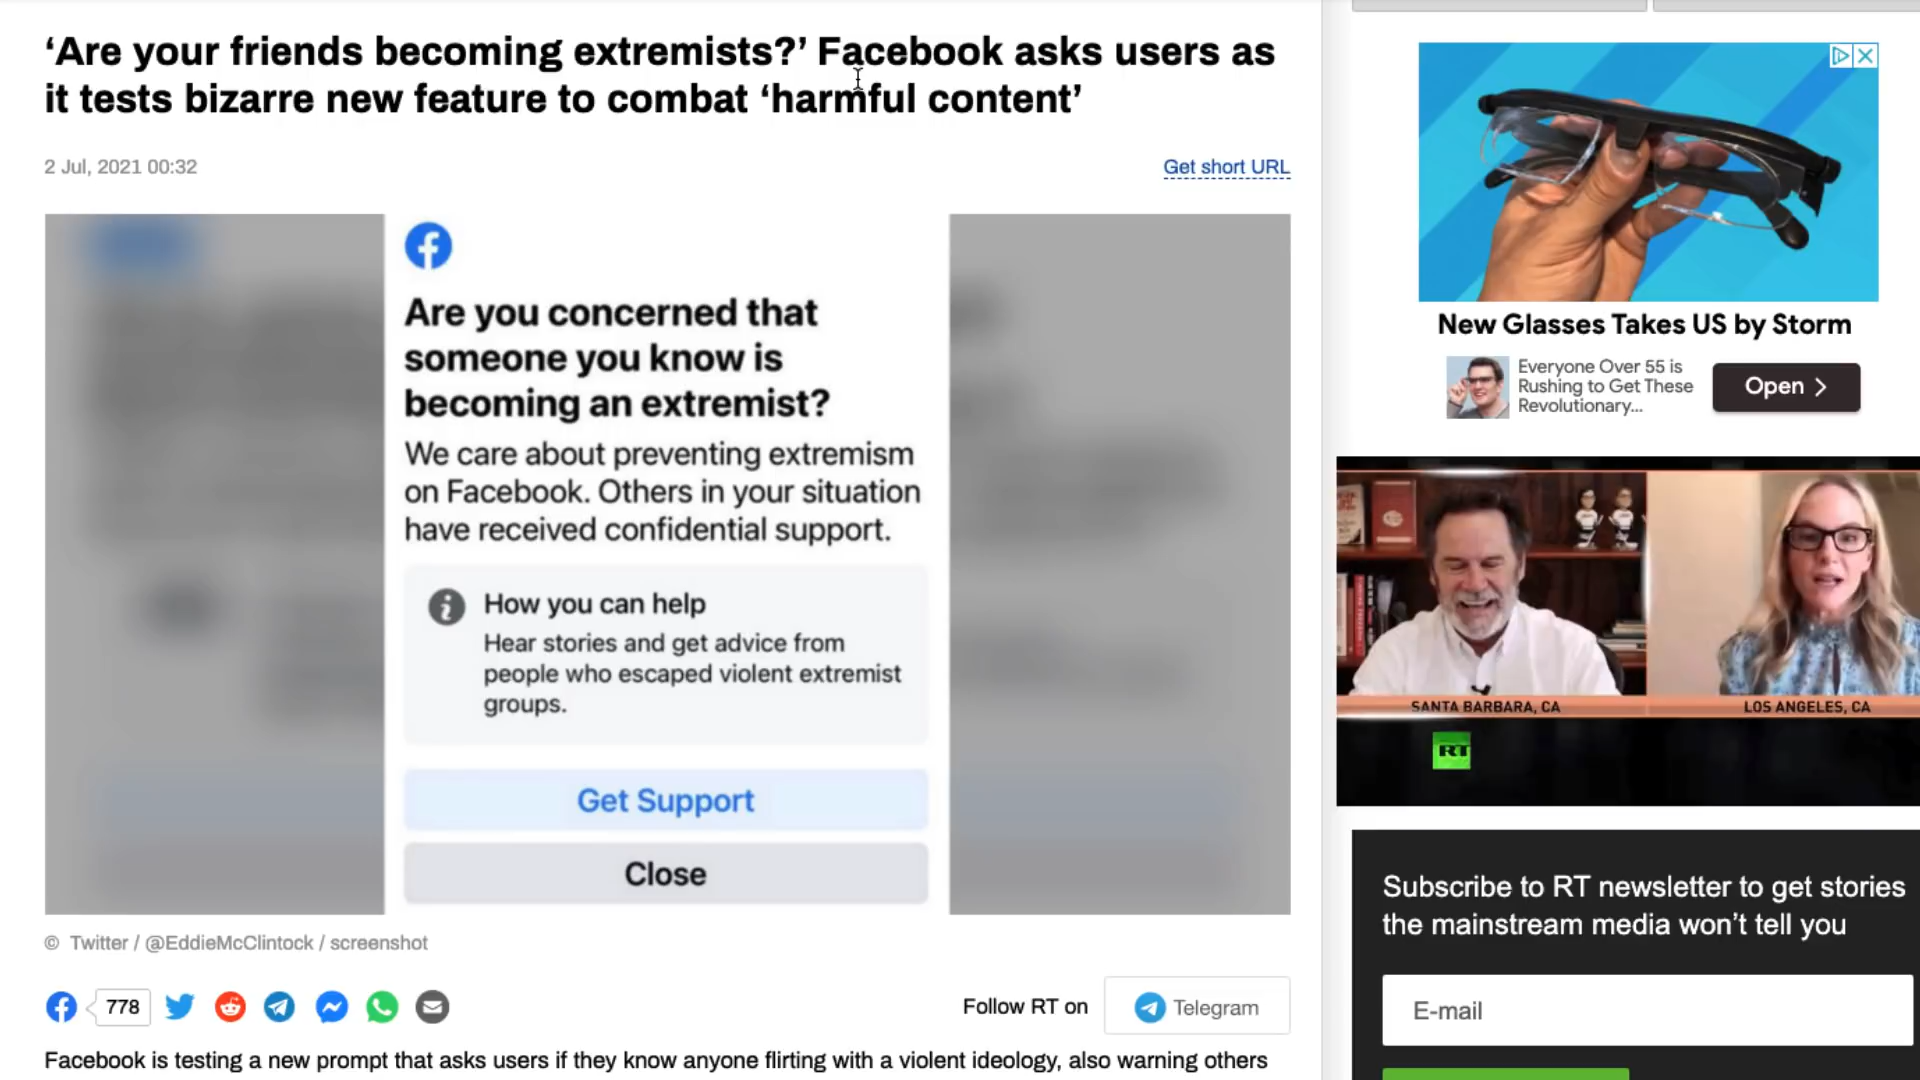 ‘Are your friends becoming extremists?’ Facebook asks users as
it tests bizarre new feature to combat ‘harmful content’
2 Jul, 2021 00:32
Get short URL
Are you concerned that
someone you know is
becoming an extremist?
We care about preventing extremism
on Facebook. Others in your situation
have received confidential support.
How you can help
Hear stories and get advice from
people who escaped violent extremist
groups.
Get Support
Close
© Twitter / @EddieMcClintock / screenshot
778
Follow RT on
Telegram
Facebook is testing a new prompt that asks users if they know anyone flirting with a violent ideology, also warning others
New Glasses Takes US by Storm
Everyone Over 55 is
Rushing to Get These
Revolutionary...
Open
SANTA BARBARA, CA
LOS ANGELES, CA
RT
Subscribe to RT newsletter to get stories
the mainstream media won’t tell you
E-mail